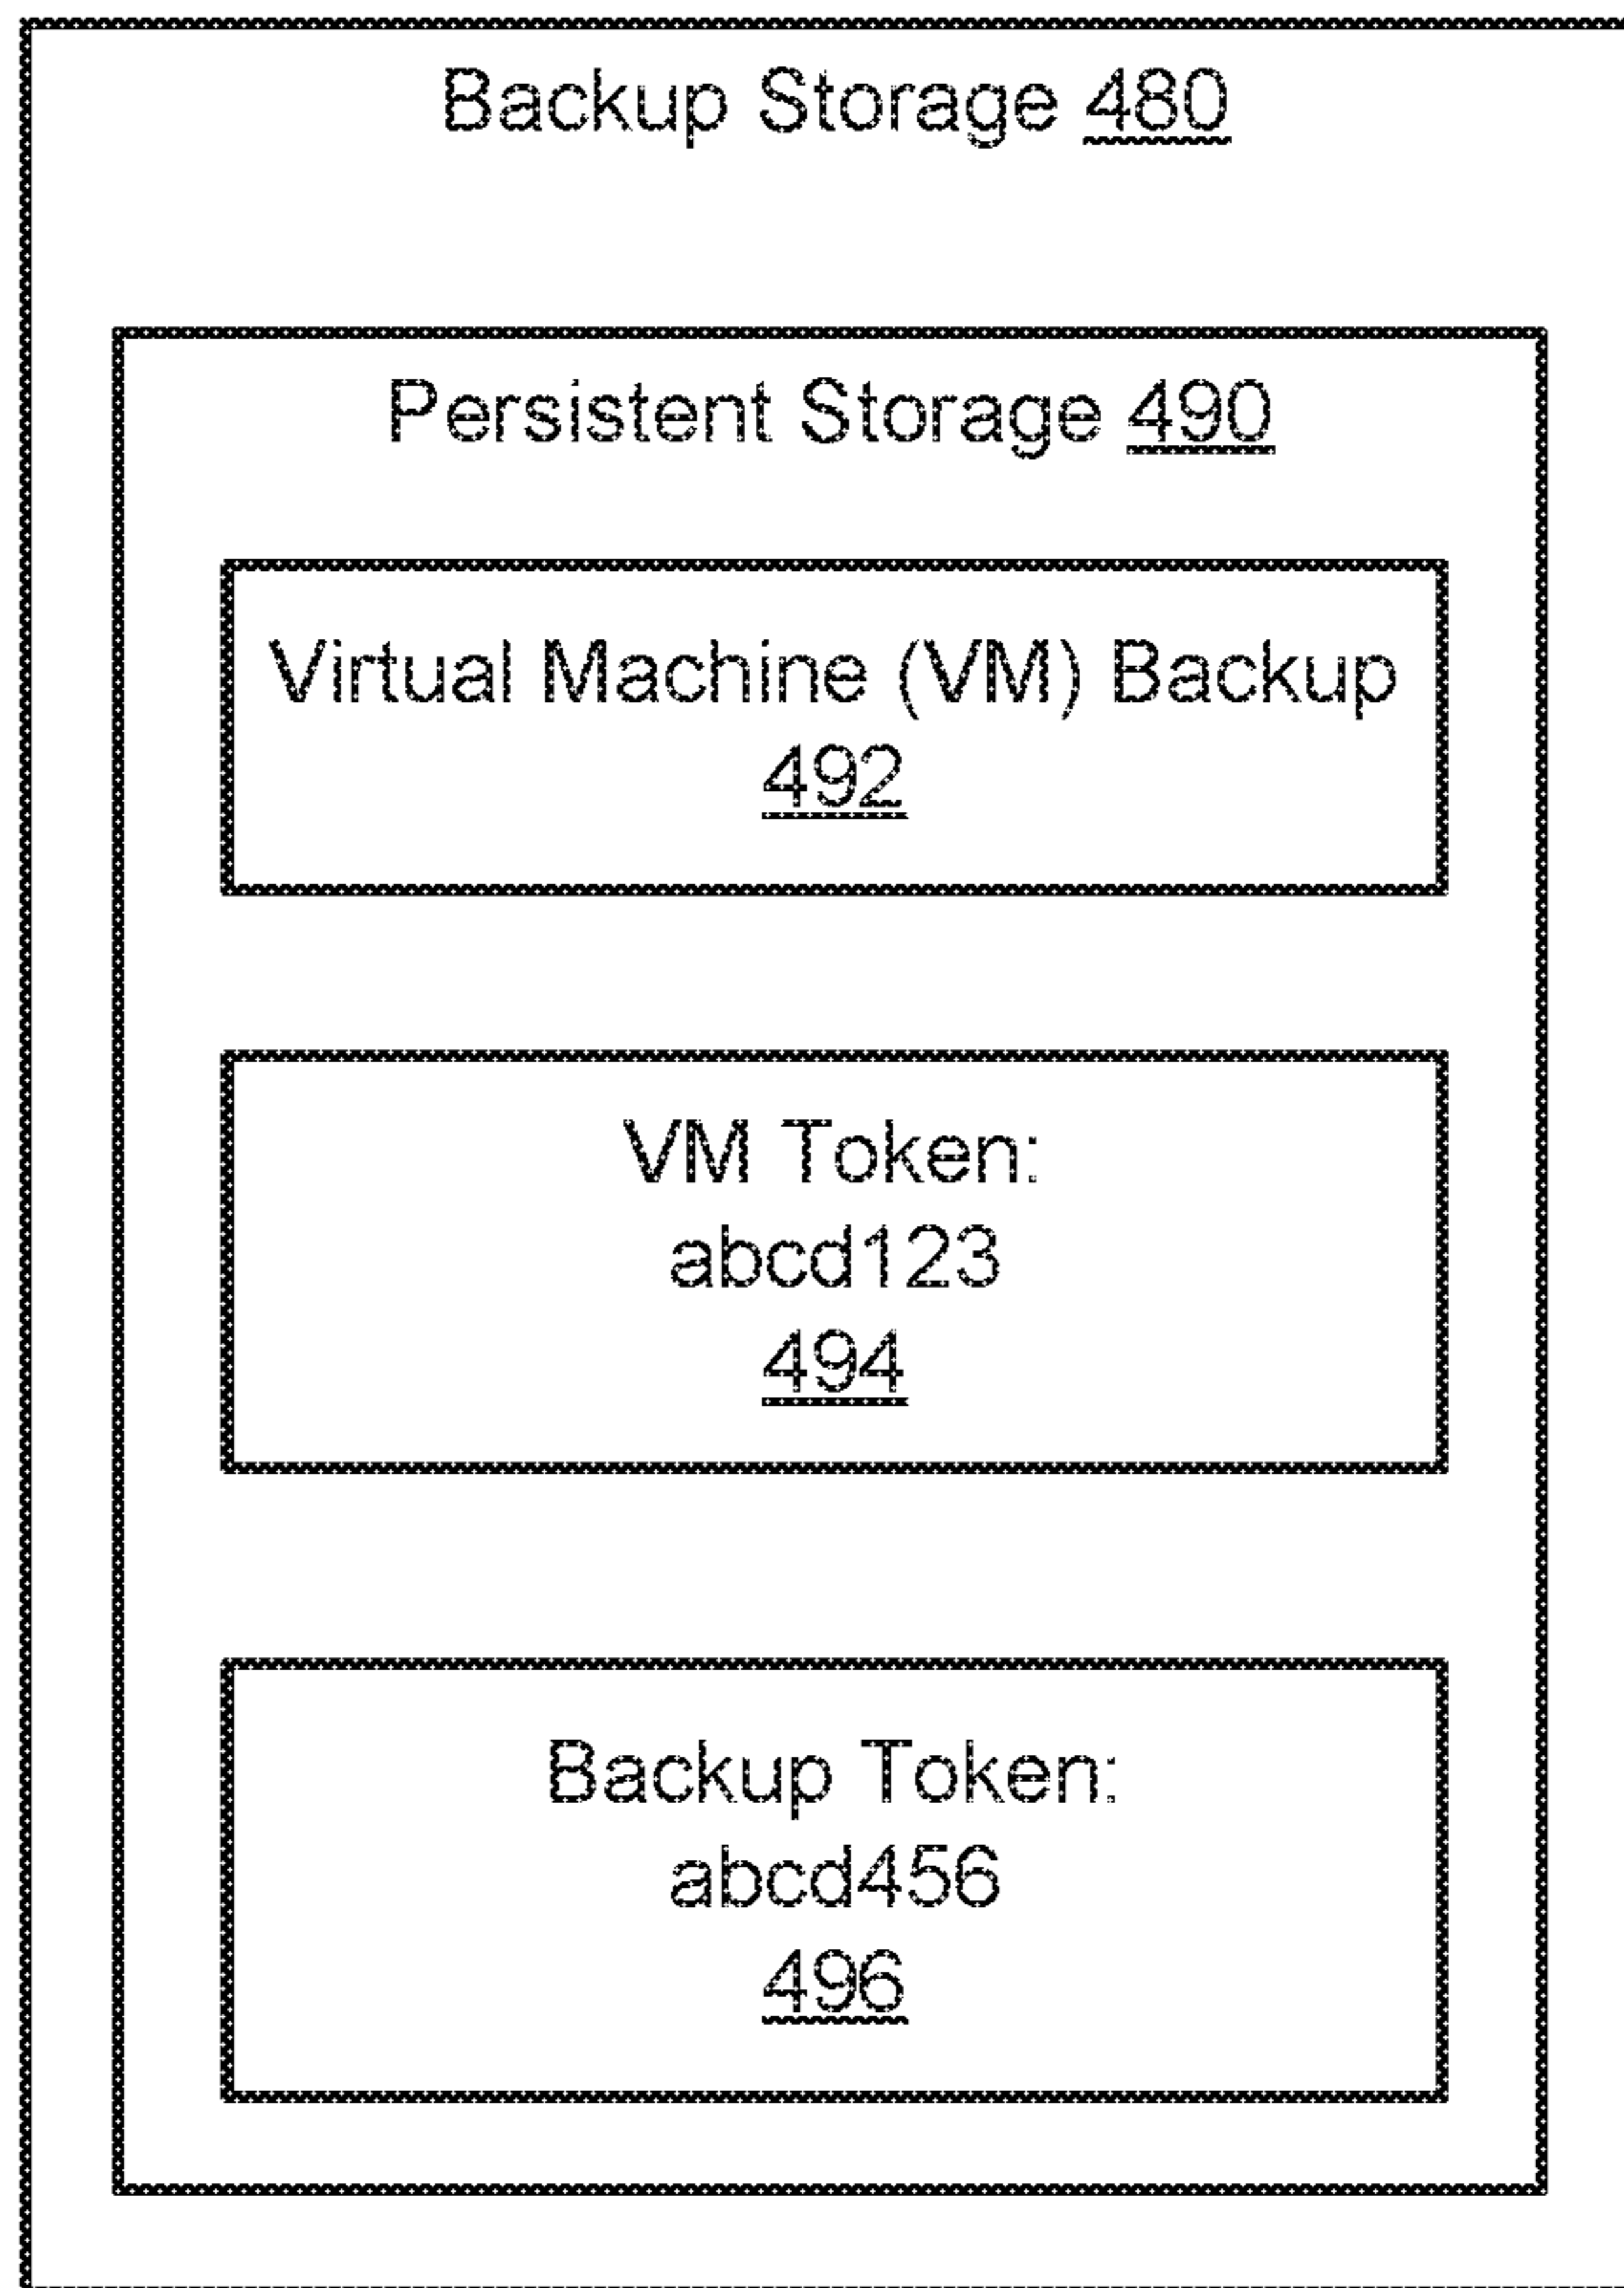 Backup Storage 480
Persistent Storage 490
Virtual Machine (VM) Backup
492
VM Token:
abcd123
494
Backup Token:
abcd456
496